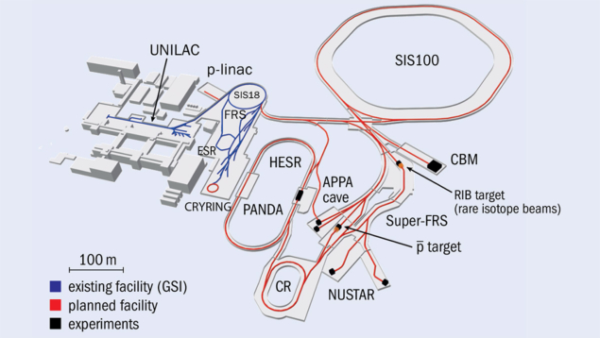 UNILAC
p-linac
SIS18
FRS
ESR
CRYRING
SIS100
HESR
PANDA
APPA
cave
CBM
RIB target
(rare isotope beams)
Super-FRS
p̅ target
CR
NUSTAR
100 m
existing facility (GSI)
planned facility
experiments